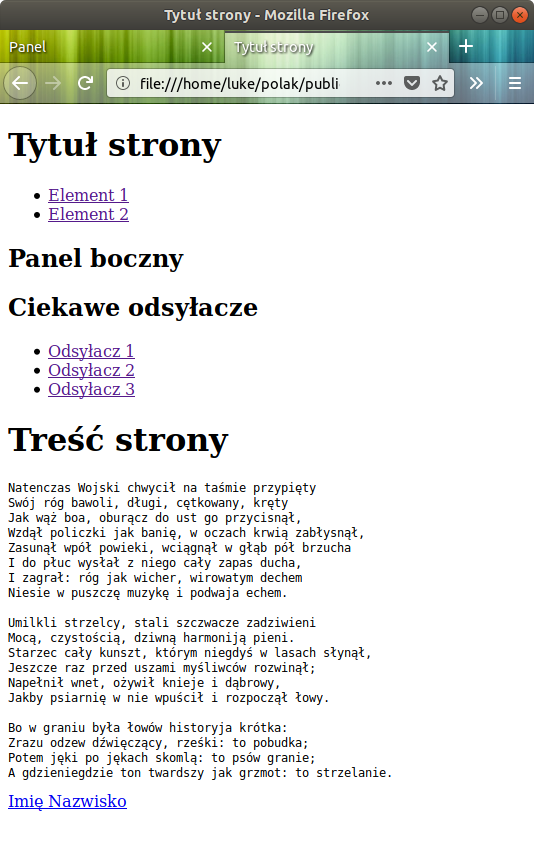 Tytuł strony - Mozilla Firefox
Panel
Tytuł strony
file:///home/luke/polak/publi
Tytuł strony
Element 1
Element 2
Panel boczny
Ciekawe odsyłacze
Odsyłacz 1
Odsyłacz 2
Odsyłacz 3
Treść strony
Natenczas Wojski chwycił na taśmie przypięty
Swój róg bawoli, długi, cętkowany, kręty
Jak wąż boa, oburącz do ust go przycisnął,
Wzdął policzki jak banię, w oczach krwią zabłysnął,
Zasunął wpół powieki, wciągnął w głąb pół brzucha
I do płuc wysłał z niego cały zapas ducha,
I zagrał: róg jak wicher, wirowatym dechem
Niesie w puszczę muzykę i podwaja echem.
Umilkli strzelcy, stali szczwacze zadziwieni
Mocą, czystością, dziwną harmoniją pieni.
Starzec cały kunszt, którym niegdyś w lasach słynął,
Jeszcze raz przed uszami myśliwców rozwinął;
Napełnił wnet, ożywił knieje i dąbrowy,
Jakby psiarnię w nie wpuścił i rozpoczął łowy.
Bo w graniu była łowów historyja krótka:
Zrazu odzew dźwięczący, rześki: to pobudka;
Potem jęki po jękach skomlą: to psów granie;
A gdzieniegdzie ton twardszy jak grzmot: to strzelanie.
Imię Nazwisko